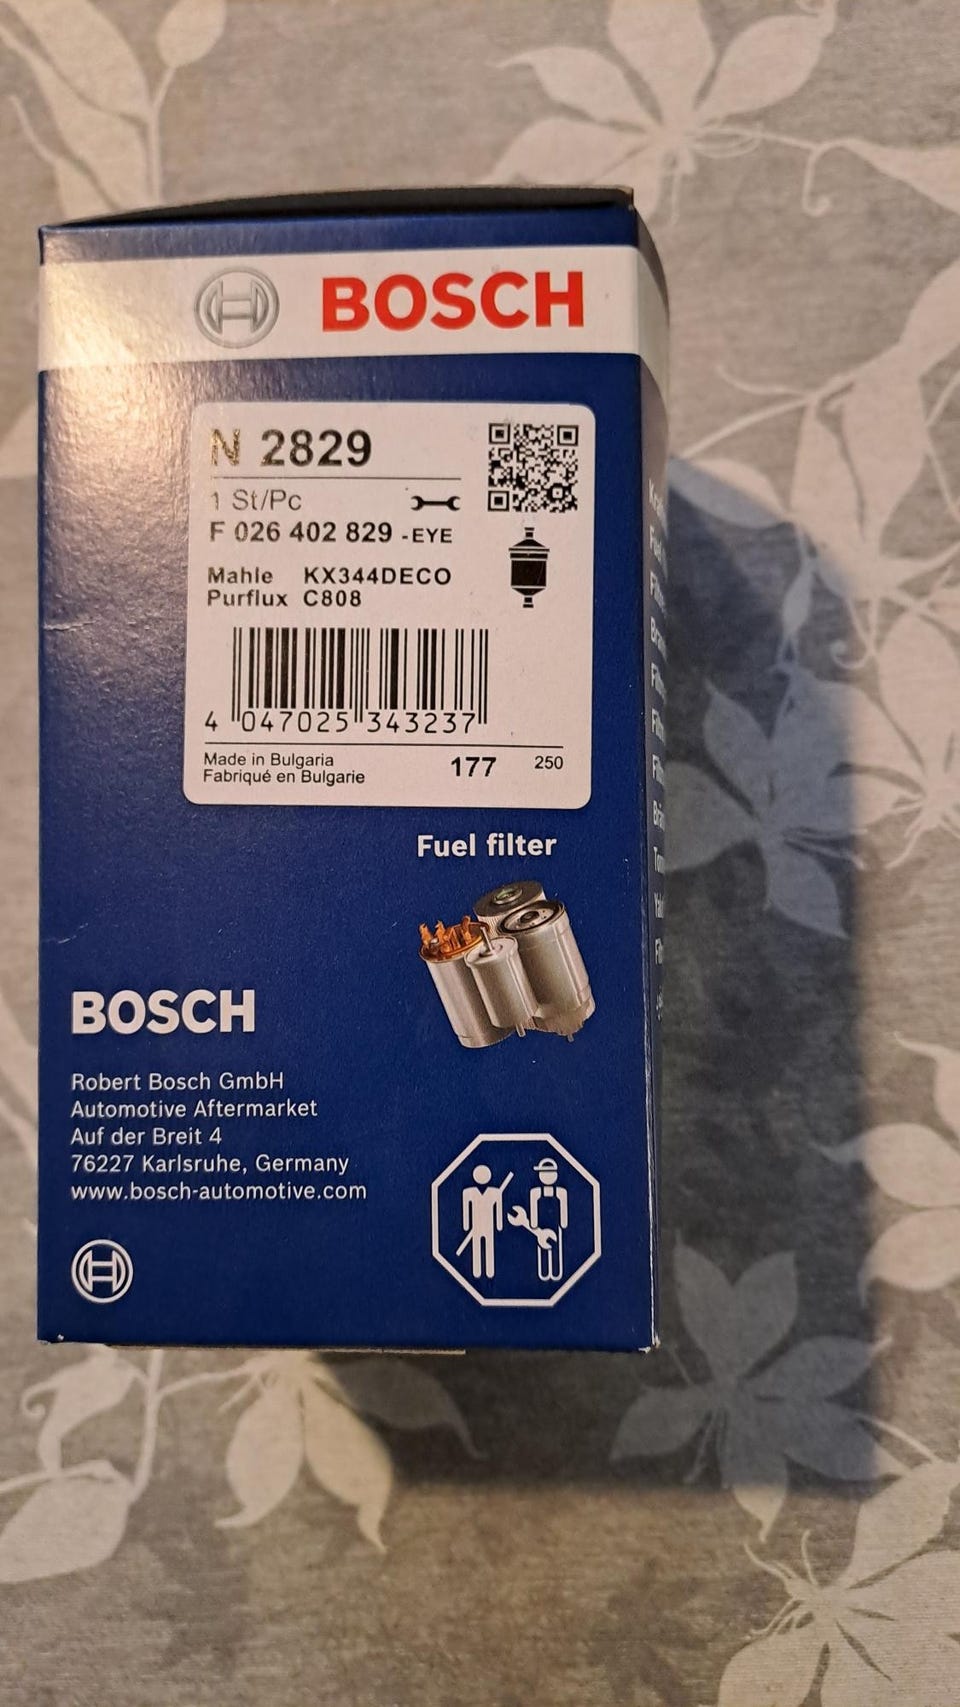 BOSCH
N 2829
1 St/Pc
F 026 402 829 -EYE
Mahle KX344DECO
Purflux C808
4 047025 343237
Made in Bulgaria 177 250
Fabriqué en Bulgarie
Fuel filter
BOSCH
Robert Bosch GmbH
Automotive Aftermarket
Auf der Breit 4
76227 Karlsruhe, Germany
www.bosch-automotive.com